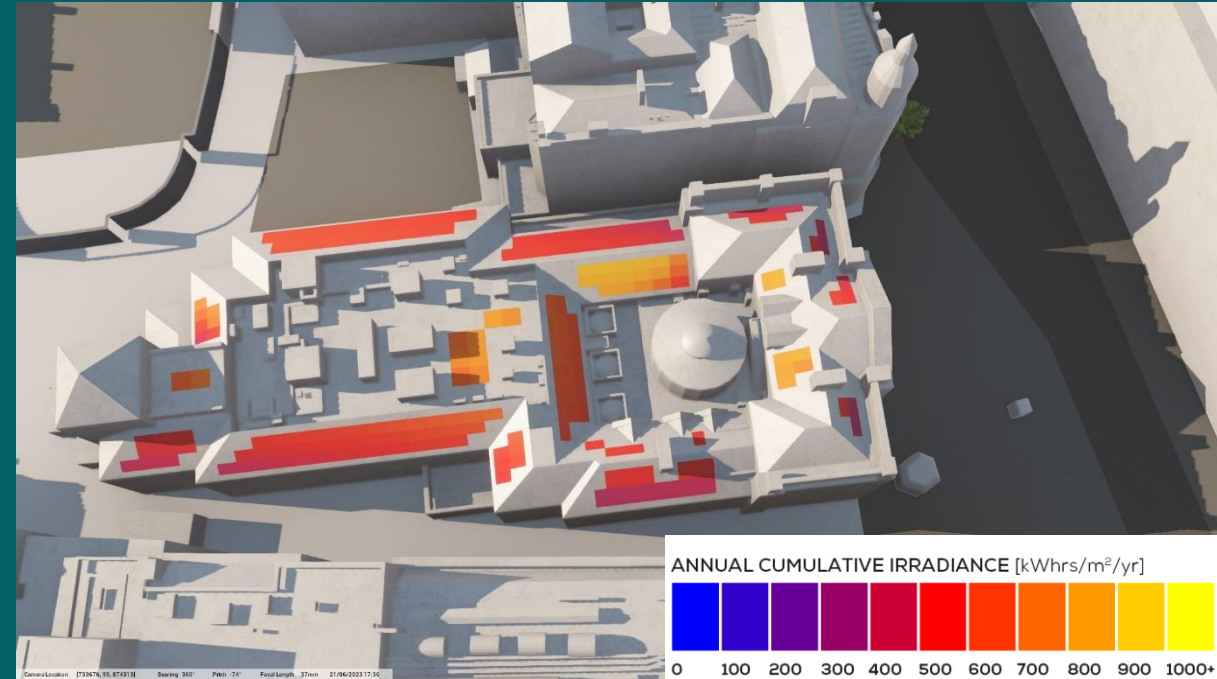 ANNUAL CUMULATIVE IRRADIANCE [kWhrs/m²/yr]
0 100 200 300 400 500 600 700 800 900 1000+
Camera Location [733676, 99, 874313] Bearing 360° Pitch -74° Focal Length 37mm 21/06/2023 17:30